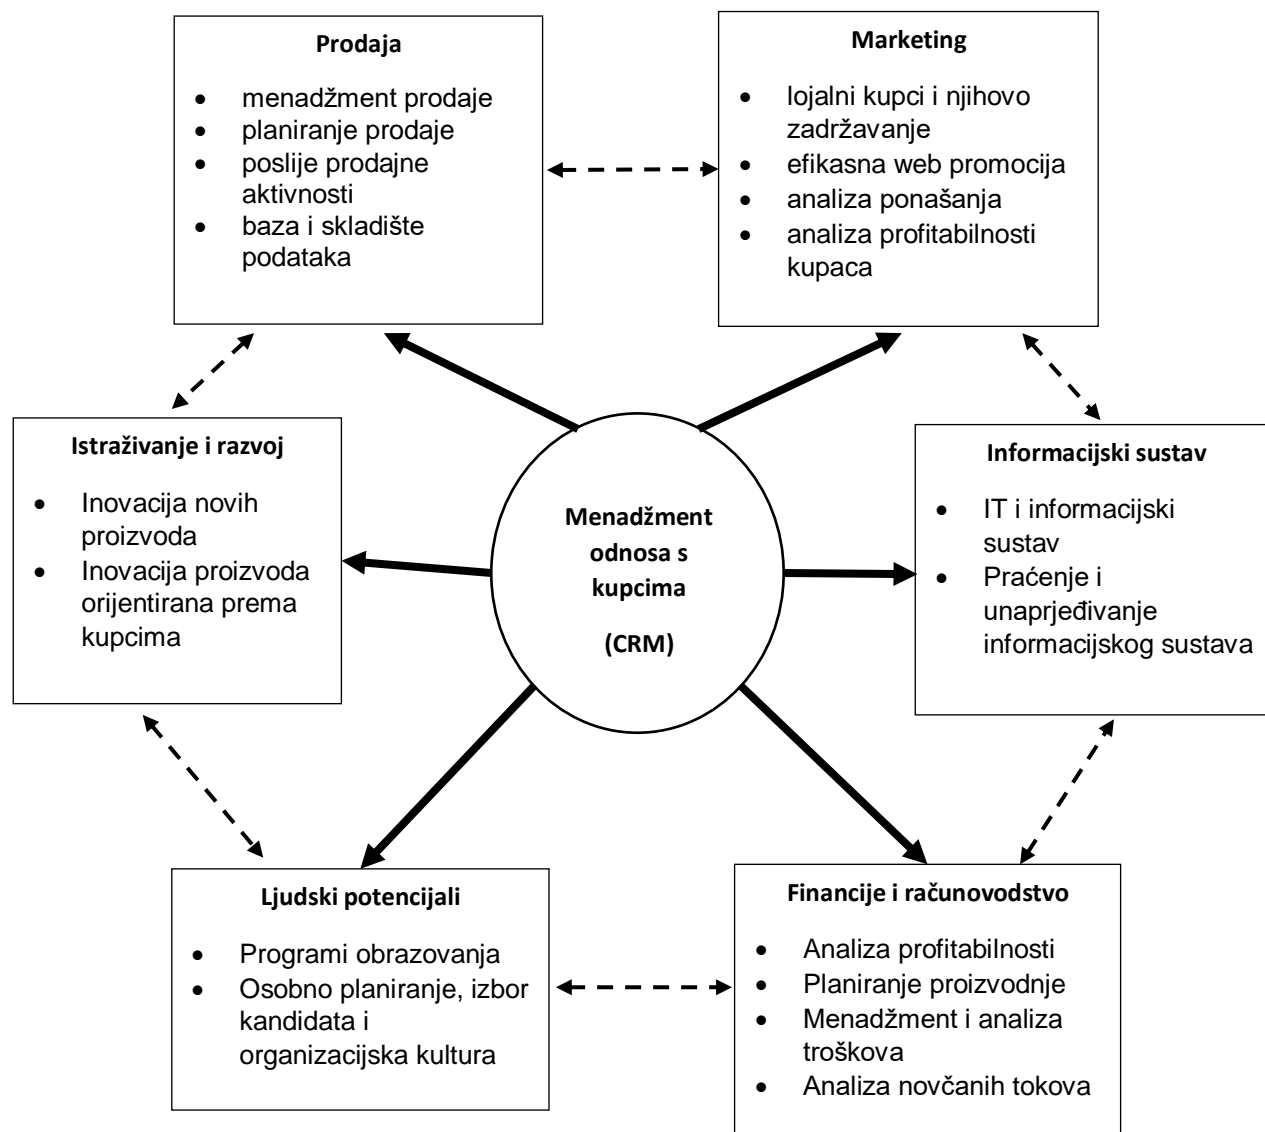 Prodaja
• menadžment prodaje
• planiranje prodaje
• poslije prodajne
aktivnosti
• baza i skladište
podataka
Marketing
• lojalni kupci i njihovo
zadržavanje
• efikasna web promocija
• analiza ponašanja
• analiza profitabilnosti
kupaca
Istraživanje i razvoj
• Inovacija novih
proizvoda
• Inovacija proizvoda
orijentirana prema
kupcima
Menadžment
odnosa s
kupcima
(CRM)
Informacijski sustav
• IT i informacijski
sustav
• Praćenje i
unaprjeđivanje
informacijskog sustava
Ljudski potencijali
• Programi obrazovanja
• Osobno planiranje, izbor
kandidata i
organizacijska kultura
Financije i računovodstvo
• Analiza profitabilnosti
• Planiranje proizvodnje
• Menadžment i analiza
troškova
• Analiza novčanih tokova